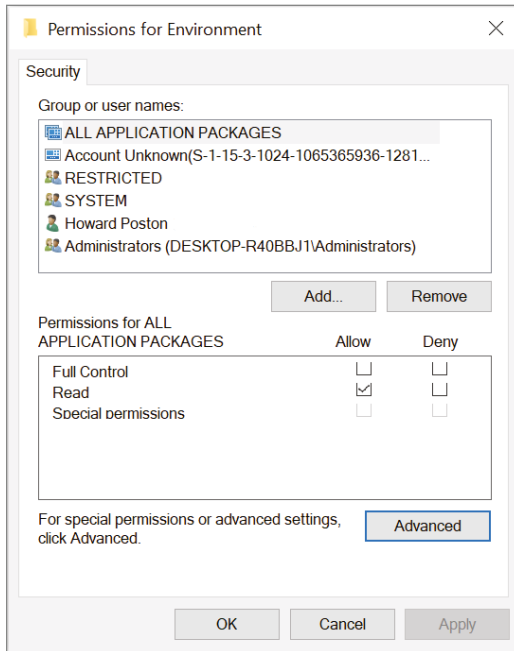 Permissions for Environment
Security
Group or user names:
ALL APPLICATION PACKAGES
Account Unknown(S-1-15-3-1024-1065365936-1281...
RESTRICTED
SYSTEM
Howard Poston
Administrators (DESKTOP-R40BBJ1\Administrators)
Add... Remove
Permissions for ALL
APPLICATION PACKAGES Allow Deny
Full Control
Read
Special permissions
For special permissions or advanced settings,
click Advanced.
Advanced
OK Cancel Apply